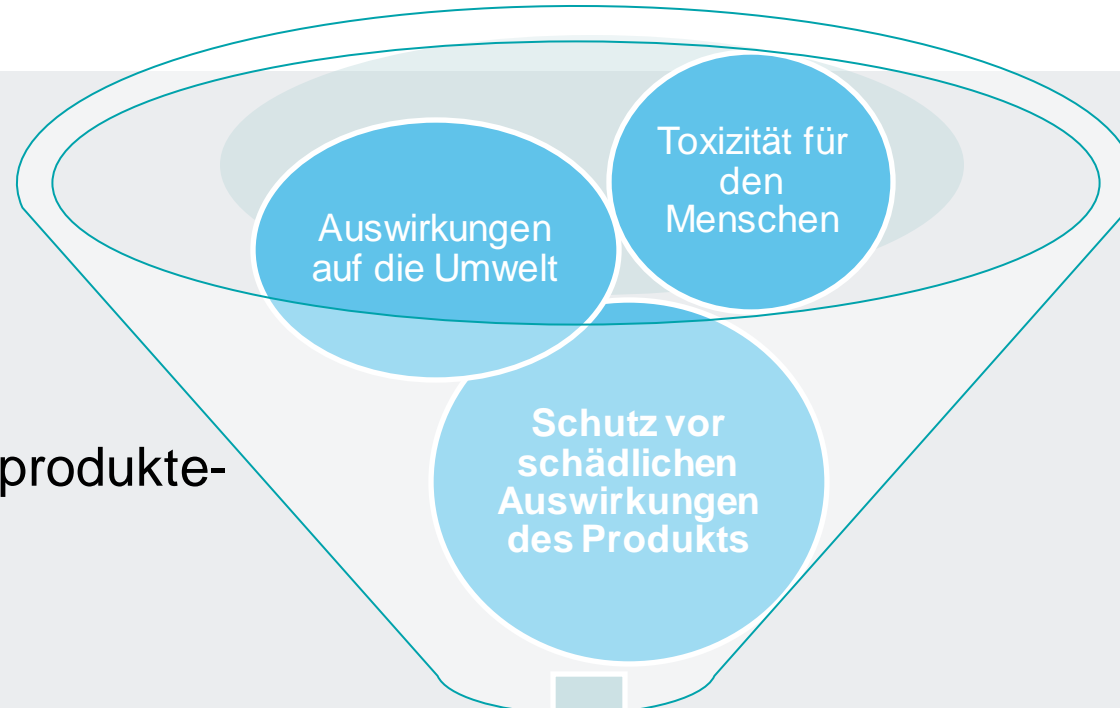 Toxizität für
den
Menschen
Auswirkungen
auf die Umwelt
Schutz vor
schädlichen
Auswirkungen
des Produkts
produkte-